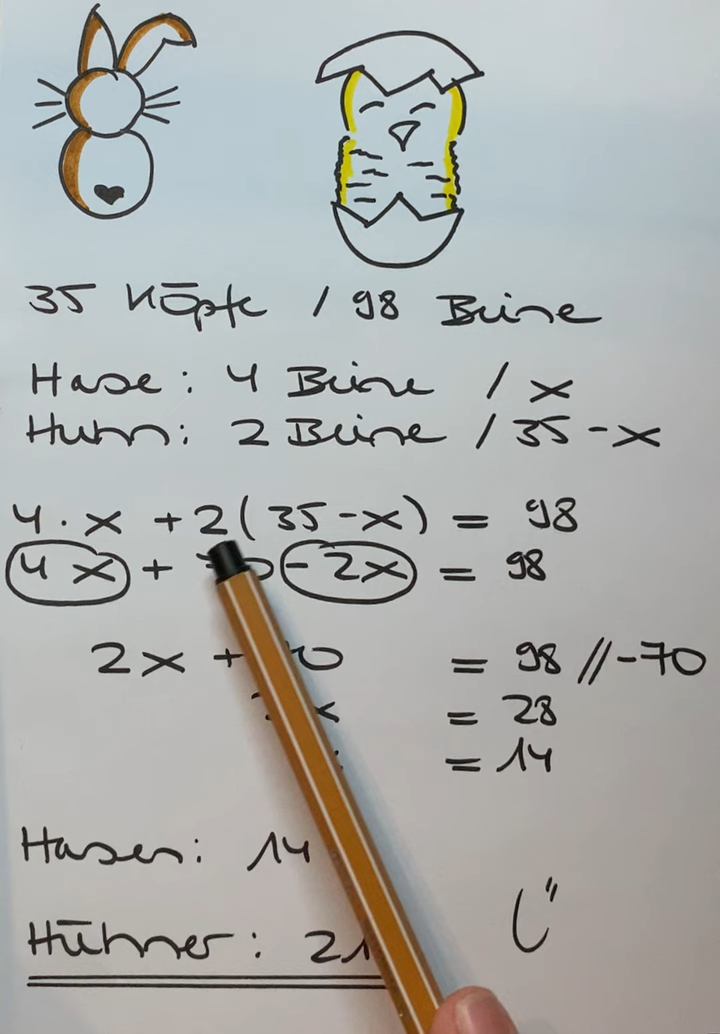 35 Köpfe / 98 Beine
Hase: 4 Beine / x
Huhn: 2 Beine / 35 - x
4 · x + 2 ( 35 - x ) = 98
4 x + - 2x = 98
2x + = 98 // -70
= 28
= 14
Hasen: 14
Hühner: 21